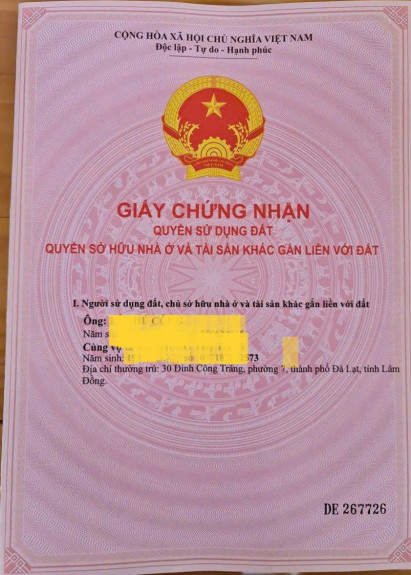 CỘNG HÒA XÃ HỘI CHỦ NGHĨA VIỆT NAM
Độc lập - Tự do - Hạnh phúc
GIẤY CHỨNG NHẬN
QUYỀN SỬ DỤNG ĐẤT
QUYỀN SỞ HỮU NHÀ Ở VÀ TÀI SẢN KHÁC GẮN LIỀN VỚI ĐẤT
I. Người sử dụng đất, chủ sở hữu nhà ở và tài sản khác gắn liền với đất
Ông:
Năm
Cùng vợ
Năm sinh: 573
Địa chỉ thường trú: 30 Đinh Công Tráng, phường 7, thành phố Đà Lạt, tỉnh Lâm
Đồng.
DE 267726